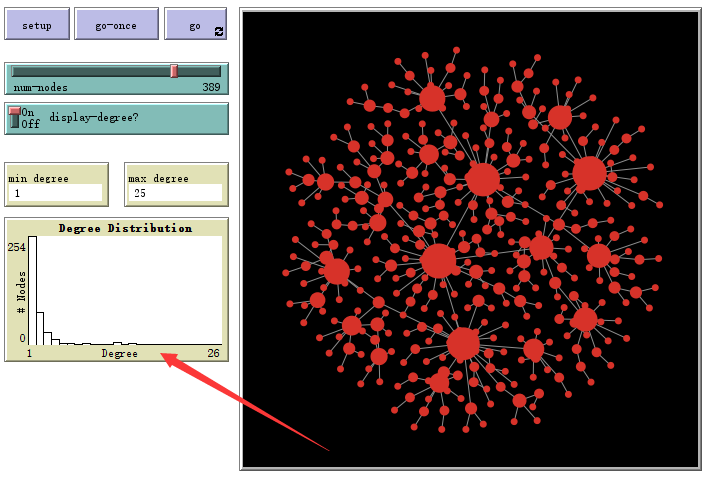 setup go-once go
num-nodes 389
On
Off display-degree?
min degree max degree
1 25
Degree Distribution
254
# Nodes
0
1 Degree 26